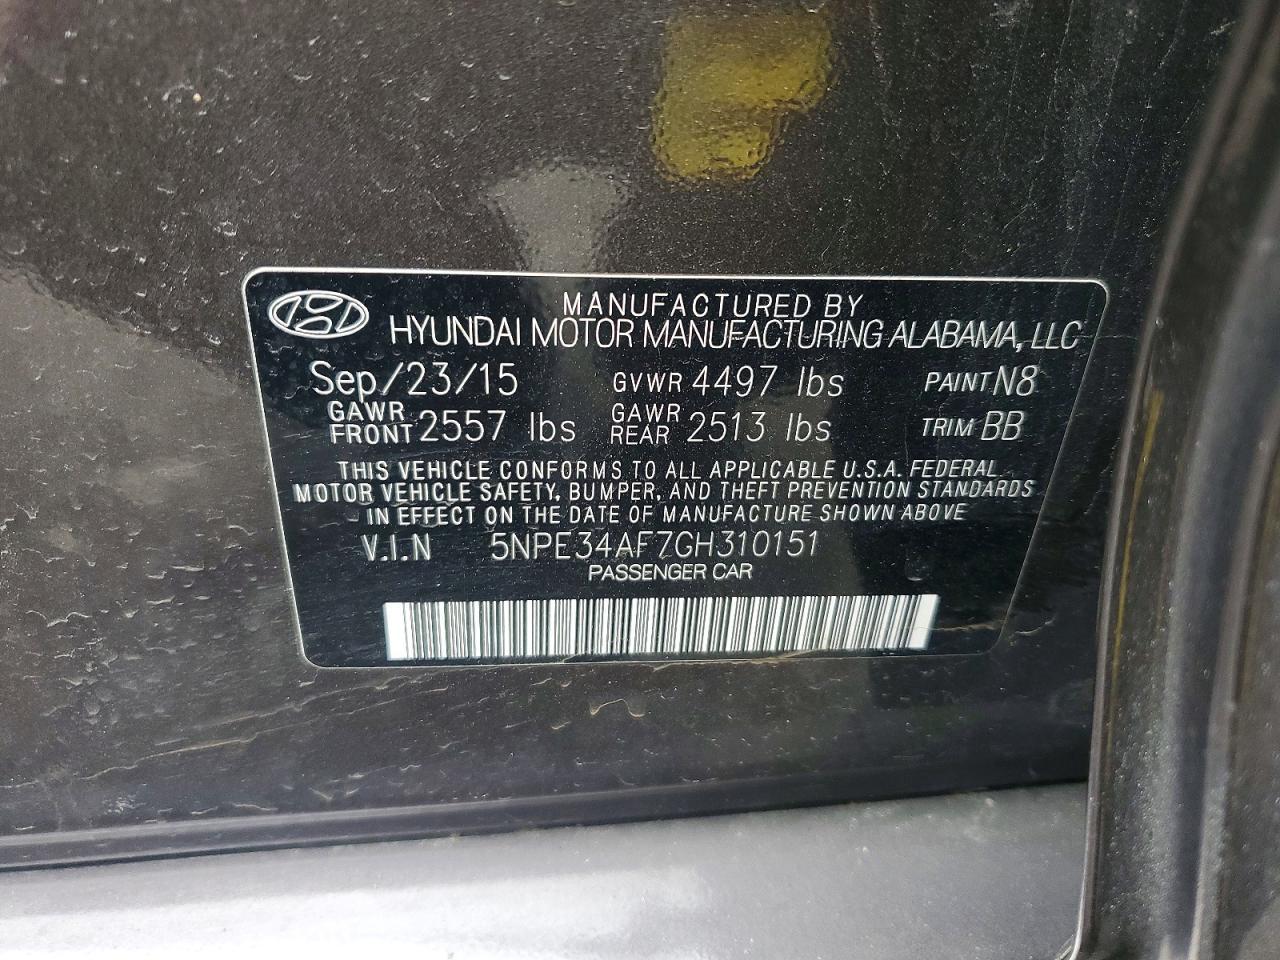 MANUFACTURED BY
HYUNDAI MOTOR MANUFACTURING ALABAMA, LLC
Sep/23/15 GVWR 4497 lbs PAINT N8
GAWR FRONT 2557 lbs GAWR REAR 2513 lbs TRIM BB
THIS VEHICLE CONFORMS TO ALL APPLICABLE U.S.A. FEDERAL
MOTOR VEHICLE SAFETY, BUMPER, AND THEFT PREVENTION STANDARDS
IN EFFECT ON THE DATE OF MANUFACTURE SHOWN ABOVE
V.I.N 5NPE34AF7GH310151
PASSENGER CAR